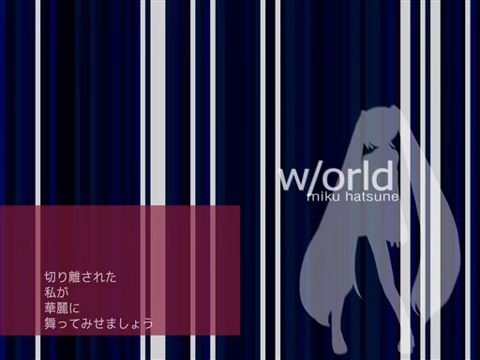 w/orld
miku hatsune
切り離された
私が
華麗に
舞ってみせましょう